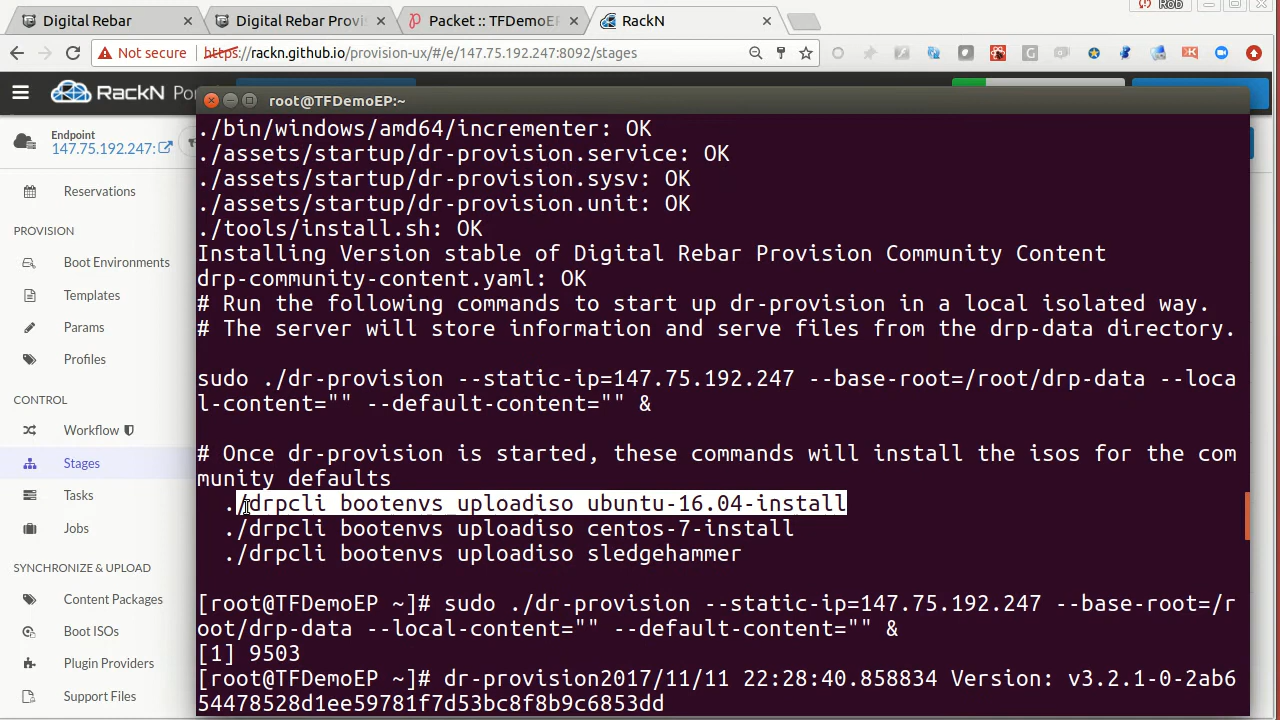 Digital Rebar
Digital Rebar Provis
Packet :: TFDemoEP
RackN
ROB
Not secure
https://rackn.github.io/provision-ux/#/e/147.75.192.247:8092/stages
RackN Por
Endpoint
147.75.192.247:
Reservations
PROVISION
Boot Environments
Templates
Params
Profiles
CONTROL
Workflow
Stages
Tasks
Jobs
SYNCHRONIZE & UPLOAD
Content Packages
Boot ISOs
Plugin Providers
Support Files
root@TFDemoEP:~
./bin/windows/amd64/incrementer: OK
./assets/startup/dr-provision.service: OK
./assets/startup/dr-provision.sysv: OK
./assets/startup/dr-provision.unit: OK
./tools/install.sh: OK
Installing Version stable of Digital Rebar Provision Community Content
drp-community-content.yaml: OK
# Run the following commands to start up dr-provision in a local isolated way.
# The server will store information and serve files from the drp-data directory.
sudo ./dr-provision --static-ip=147.75.192.247 --base-root=/root/drp-data --loca
l-content="" --default-content="" &
# Once dr-provision is started, these commands will install the isos for the com
munity defaults
./drpcli bootenvs uploadiso ubuntu-16.04-install
./drpcli bootenvs uploadiso centos-7-install
./drpcli bootenvs uploadiso sledgehammer
[root@TFDemoEP ~]# sudo ./dr-provision --static-ip=147.75.192.247 --base-root=/r
oot/drp-data --local-content="" --default-content="" &
[1] 9503
[root@TFDemoEP ~]# dr-provision2017/11/11 22:28:40.858834 Version: v3.2.1-0-2ab6
54478528d1ee59781f7d53bc8f8b9c6853dd